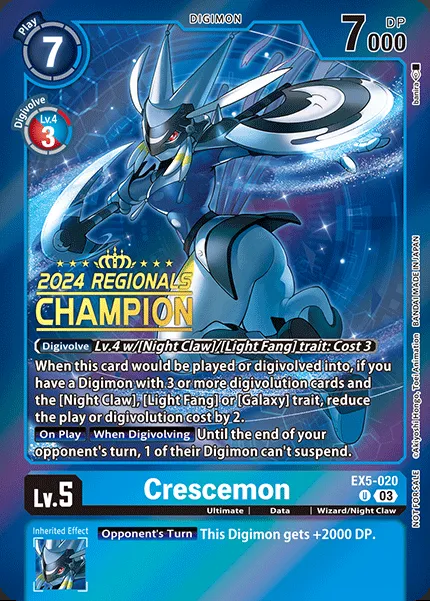 DIGIMON
Play
7
7000 DP
Digivolve
Lv.4
3
2024 REGIONALS
CHAMPION
Digivolve Lv.4 w/[Night Claw]/[Light Fang] trait: Cost 3
When this card would be played or digivolved into, if you
have a Digimon with 3 or more digivolution cards and
the [Night Claw], [Light Fang] or [Galaxy] trait, reduce
the play or digivolution cost by 2.
On Play When Digivolving Until the end of your
opponent's turn, 1 of their Digimon can't suspend.
Lv.5
Crescemon
EX5-020
U 03
Ultimate | Data | Wizard/Night Claw
Inherited Effect
Opponent's Turn This Digimon gets +2000 DP.
©Akiyoshi Hongo, Toei Animation BANDAI MADE IN JAPAN
NOT FOR SALE